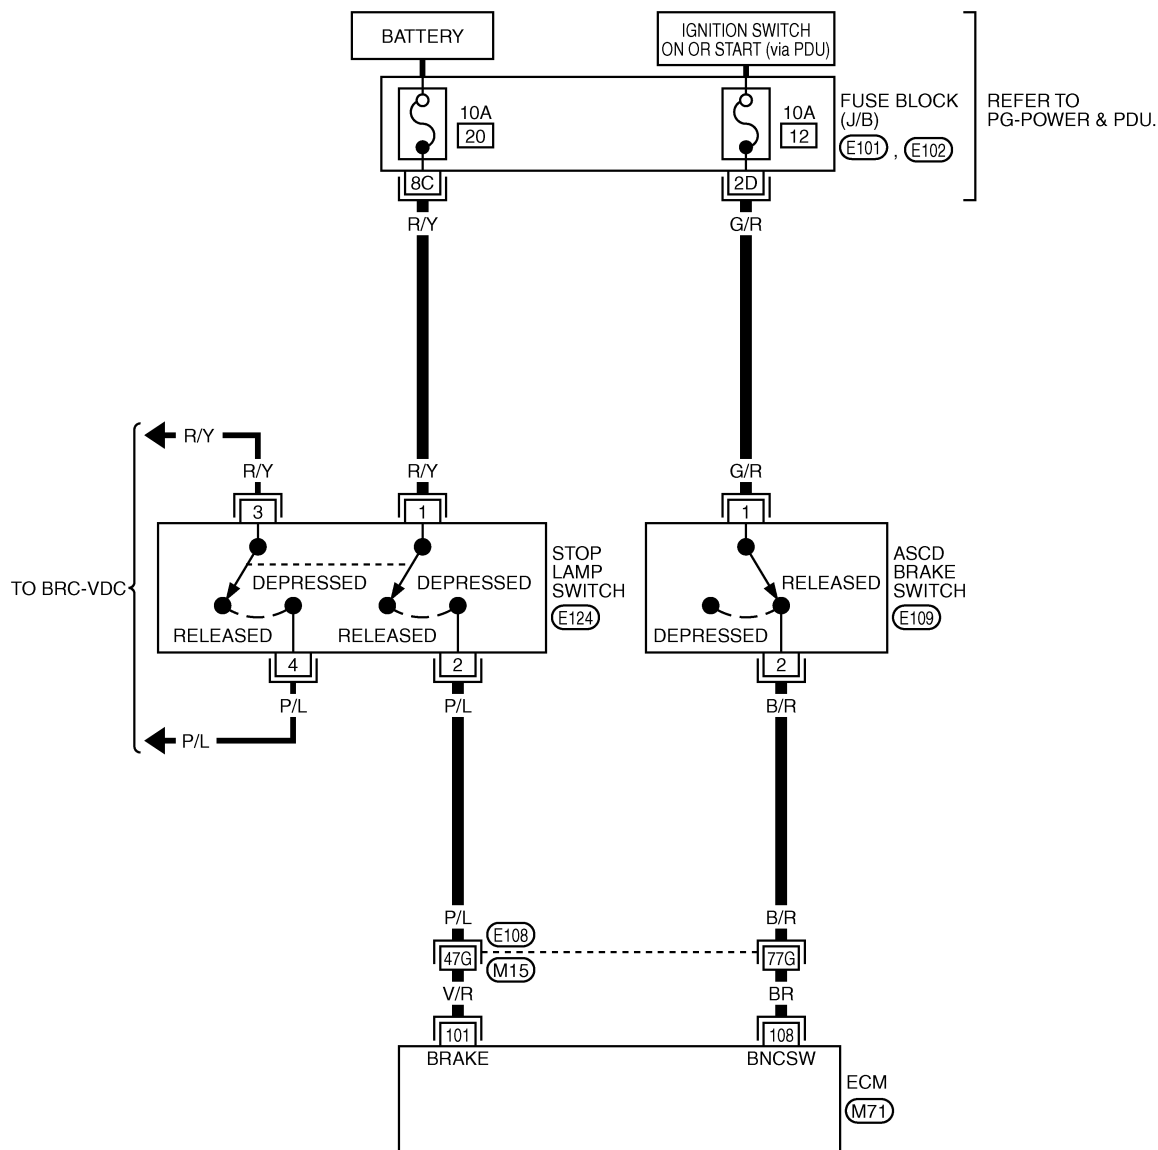 BATTERY
IGNITION SWITCH
ON OR START (via PDU)
10A
20
10A
12
FUSE BLOCK
(J/B)
E101 , E102
REFER TO
PG-POWER & PDU.
8C
2D
R/Y
G/R
R/Y
R/Y
R/Y
G/R
3
1
1
STOP
LAMP
SWITCH
E124
ASCD
BRAKE
SWITCH
E109
DEPRESSED
DEPRESSED
RELEASED
TO BRC-VDC
RELEASED
RELEASED
DEPRESSED
4
2
2
P/L
P/L
B/R
P/L
P/L
B/R
E108
47G
77G
M15
V/R
BR
101
108
BRAKE
BNCSW
ECM
M71